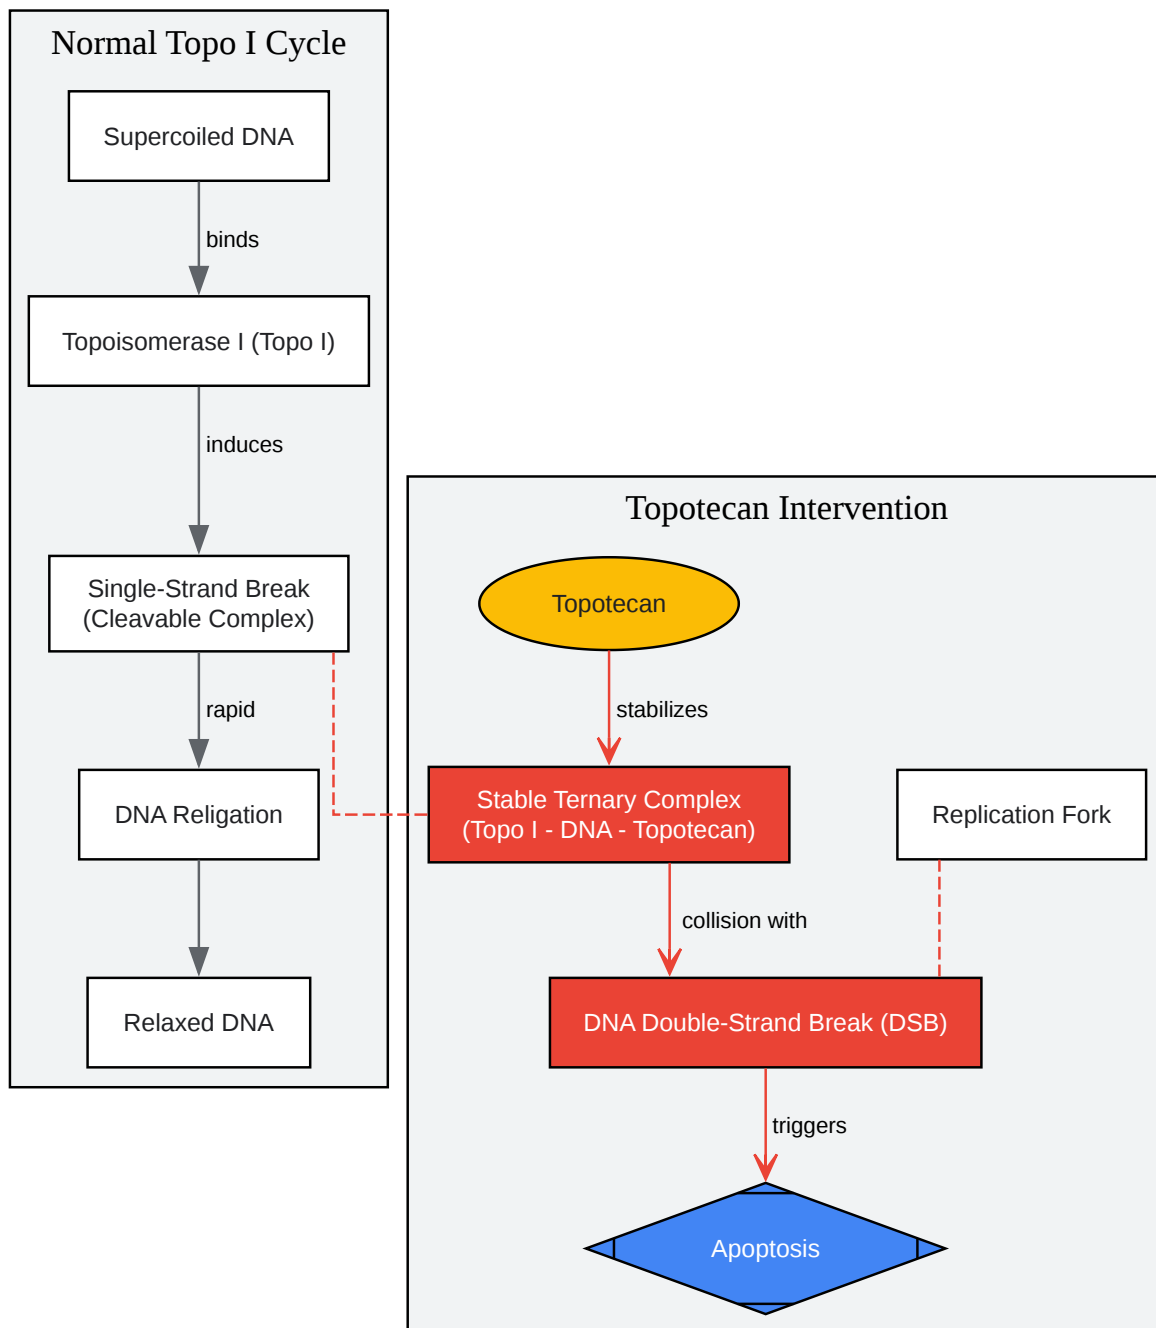 Normal Topo I Cycle
Supercoiled DNA
binds
Topoisomerase I (Topo I)
induces
Single-Strand Break
(Cleavable Complex)
rapid
DNA Religation
Relaxed DNA
Topotecan Intervention
Topotecan
stabilizes
Stable Ternary Complex
(Topo I - DNA - Topotecan)
Replication Fork
collision with
DNA Double-Strand Break (DSB)
triggers
Apoptosis